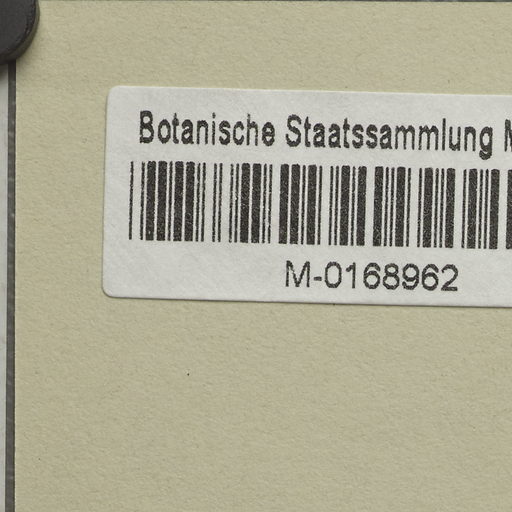 Botanische Staatssammlung
M-0168962